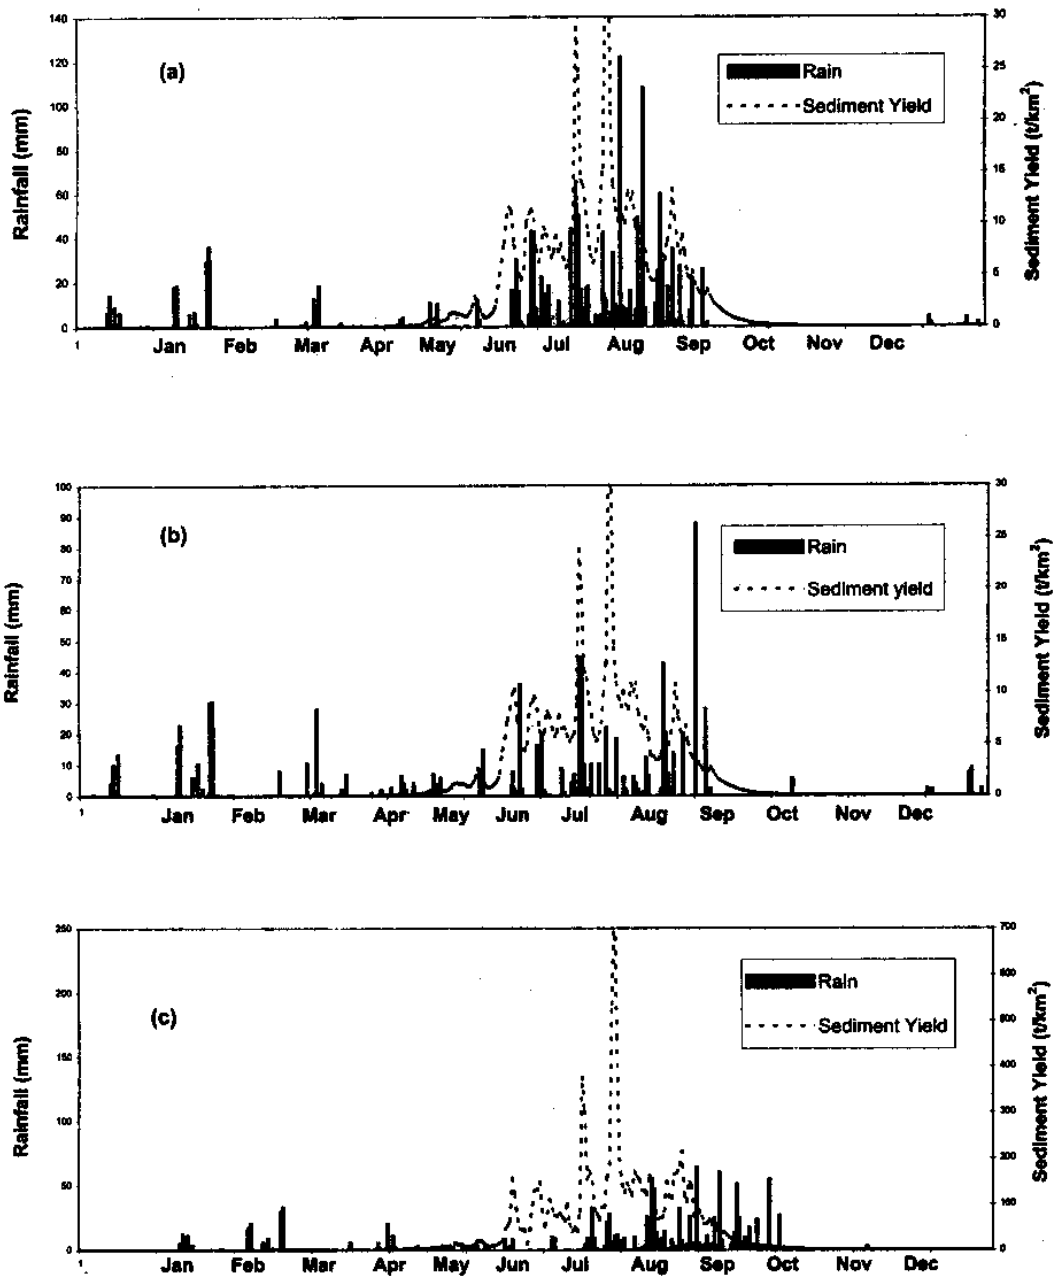 140
120
100
80
60
40
20
0
Rainfall (mm)
(a)
Rain
Sediment Yield
30
25
20
15
10
5
0
Sediment Yield (t/km²)
1 Jan Feb Mar Apr May Jun Jul Aug Sep Oct Nov Dec
100
90
80
70
60
50
40
30
20
10
0
Rainfall (mm)
(b)
Rain
Sediment yield
30
25
20
15
10
5
0
Sediment Yield (t/km²)
1 Jan Feb Mar Apr May Jun Jul Aug Sep Oct Nov Dec
250
200
150
100
50
0
Rainfall (mm)
(c)
Rain
Sediment Yield
700
600
500
400
300
200
100
0
Sediment Yield (t/km²)
1 Jan Feb Mar Apr May Jun Jul Aug Sep Oct Nov Dec